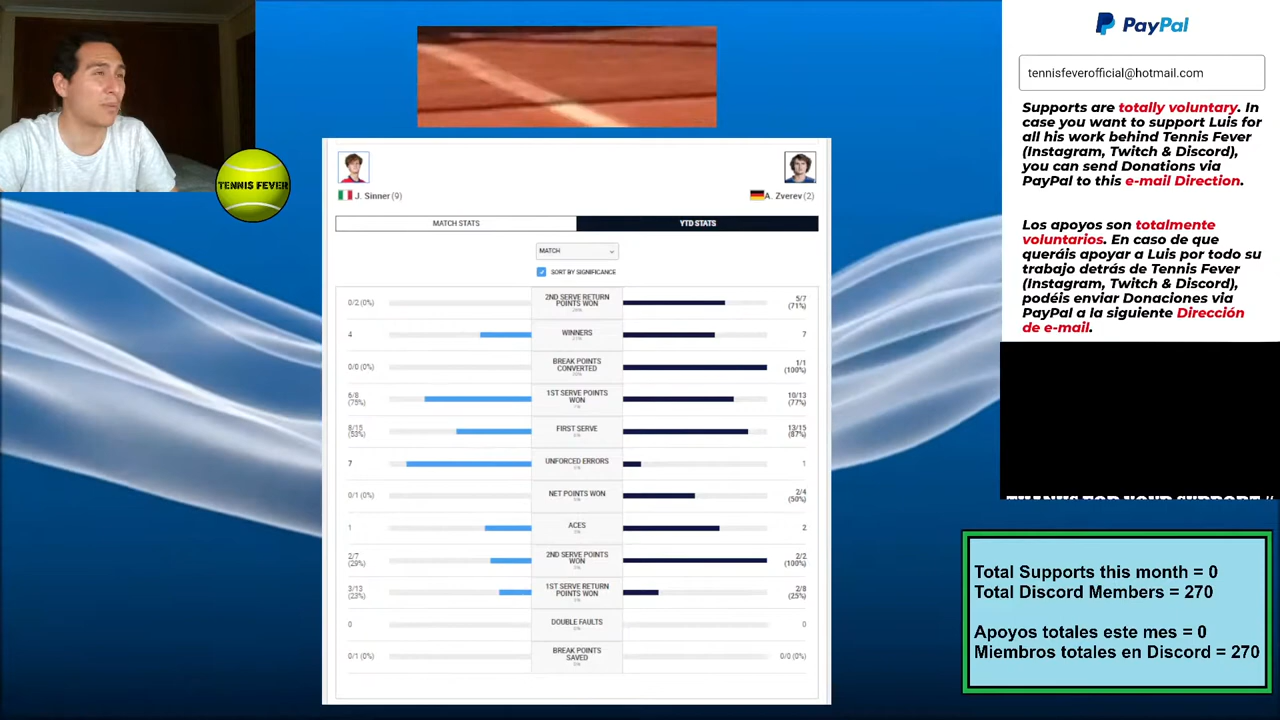 TENNIS FEVER
J. Sinner (9)
A. Zverev (2)
MATCH STATS
YTD STATS
MATCH
SORT BY SIGNIFICANCE
0/2 (0%)
2ND SERVE RETURN
POINTS WON
5/7
(71%)
4
WINNERS
7
0/0 (0%)
BREAK POINTS
CONVERTED
1/1
(100%)
6/8
(75%)
1ST SERVE POINTS
WON
10/13
(77%)
8/15
(53%)
FIRST SERVE
13/15
(87%)
7
UNFORCED ERRORS
1
0/1 (0%)
NET POINTS WON
2/4
(50%)
1
ACES
2
2/7
(29%)
2ND SERVE POINTS
WON
2/2
(100%)
3/13
(23%)
1ST SERVE RETURN
POINTS WON
2/8
(25%)
0
DOUBLE FAULTS
0
0/1 (0%)
BREAK POINTS
SAVED
0/0 (0%)
PayPal
tennisfeverofficial@hotmail.com
Supports are totally voluntary. In
case you want to support Luis for
all his work behind Tennis Fever
(Instagram, Twitch & Discord),
you can send Donations via
PayPal to this e-mail Direction.
Los apoyos son totalmente
voluntarios. En caso de que
queráis apoyar a Luis por todo su
trabajo detrás de Tennis Fever
(Instagram, Twitch & Discord),
podéis enviar Donaciones via
PayPal a la siguiente Dirección
de e-mail.
Total Supports this month = 0
Total Discord Members = 270
Apoyos totales este mes = 0
Miembros totales en Discord = 270